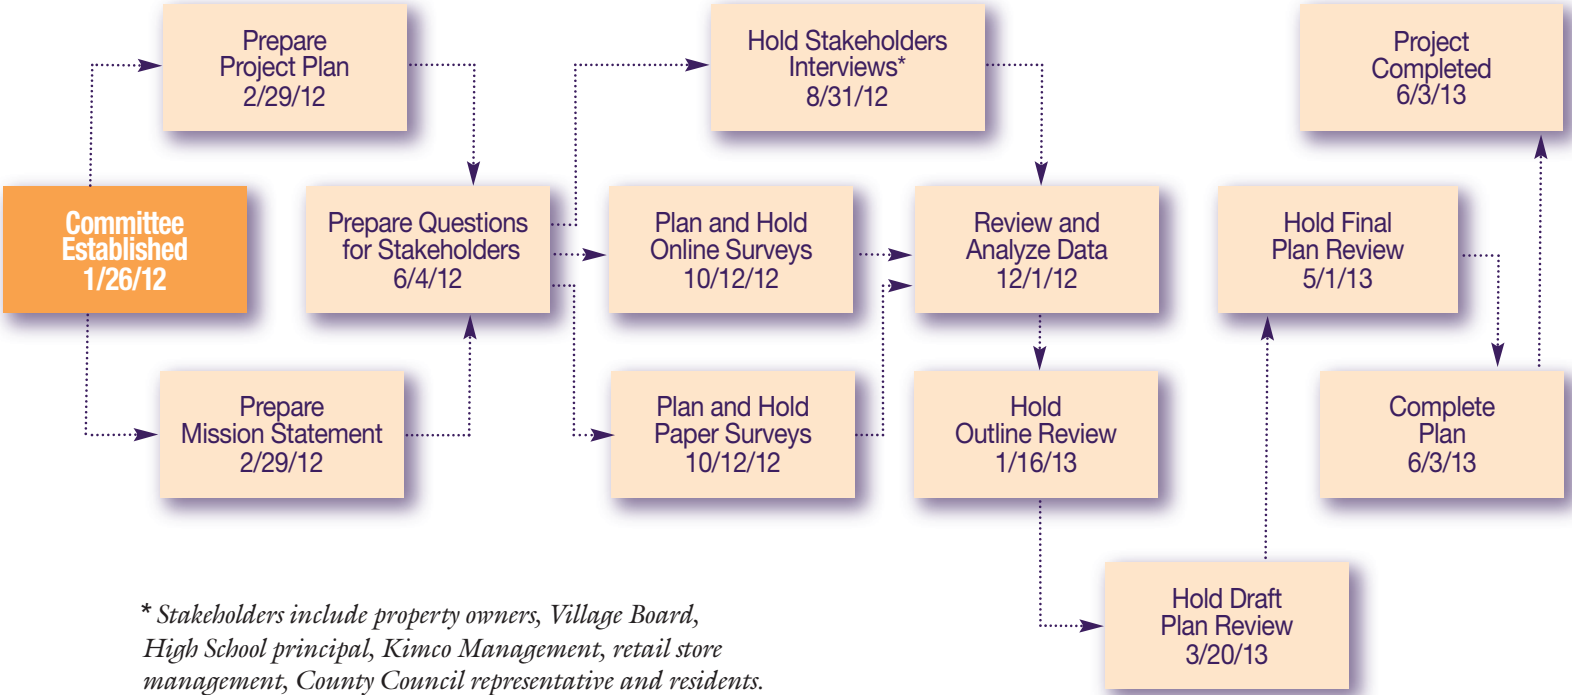 Committee
Established
1/26/12
Prepare
Project Plan
2/29/12
Prepare
Mission Statement
2/29/12
Prepare Questions
for Stakeholders
6/4/12
Hold Stakeholders
Interviews*
8/31/12
Plan and Hold
Online Surveys
10/12/12
Plan and Hold
Paper Surveys
10/12/12
Review and
Analyze Data
12/1/12
Hold
Outline Review
1/16/13
Hold Draft
Plan Review
3/20/13
Hold Final
Plan Review
5/1/13
Complete
Plan
6/3/13
Project
Completed
6/3/13
* Stakeholders include property owners, Village Board,
High School principal, Kimco Management, retail store
management, County Council representative and residents.